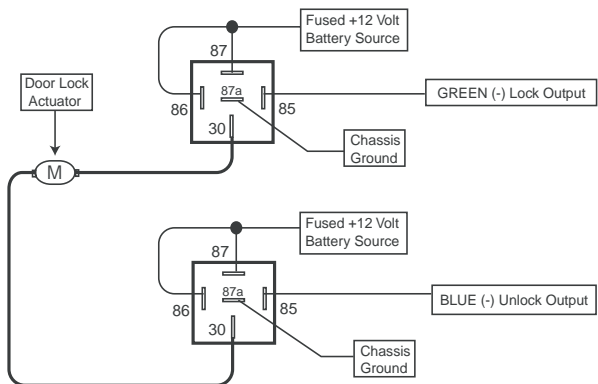 Fused +12 Volt
Battery Source
87
Door Lock
Actuator
87a
86
85
GREEN (-) Lock Output
30
Chassis
Ground
M
Fused +12 Volt
Battery Source
87
87a
86
85
BLUE (-) Unlock Output
30
Chassis
Ground